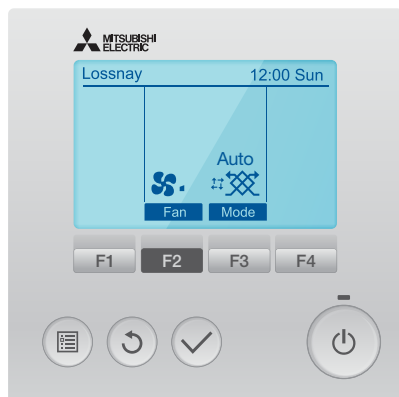 MITSUBISHI
ELECTRIC
Lossnay 12:00 Sun
Auto
Fan Mode
F1 F2 F3 F4